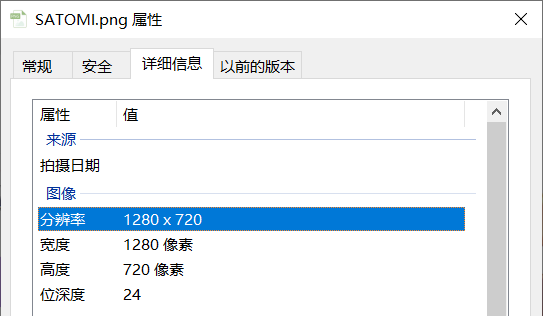 SATOMI.png 属性
常规 安全 详细信息 以前的版本
属性 值
来源
拍摄日期
图像
分辨率 1280 x 720
宽度 1280 像素
高度 720 像素
位深度 24